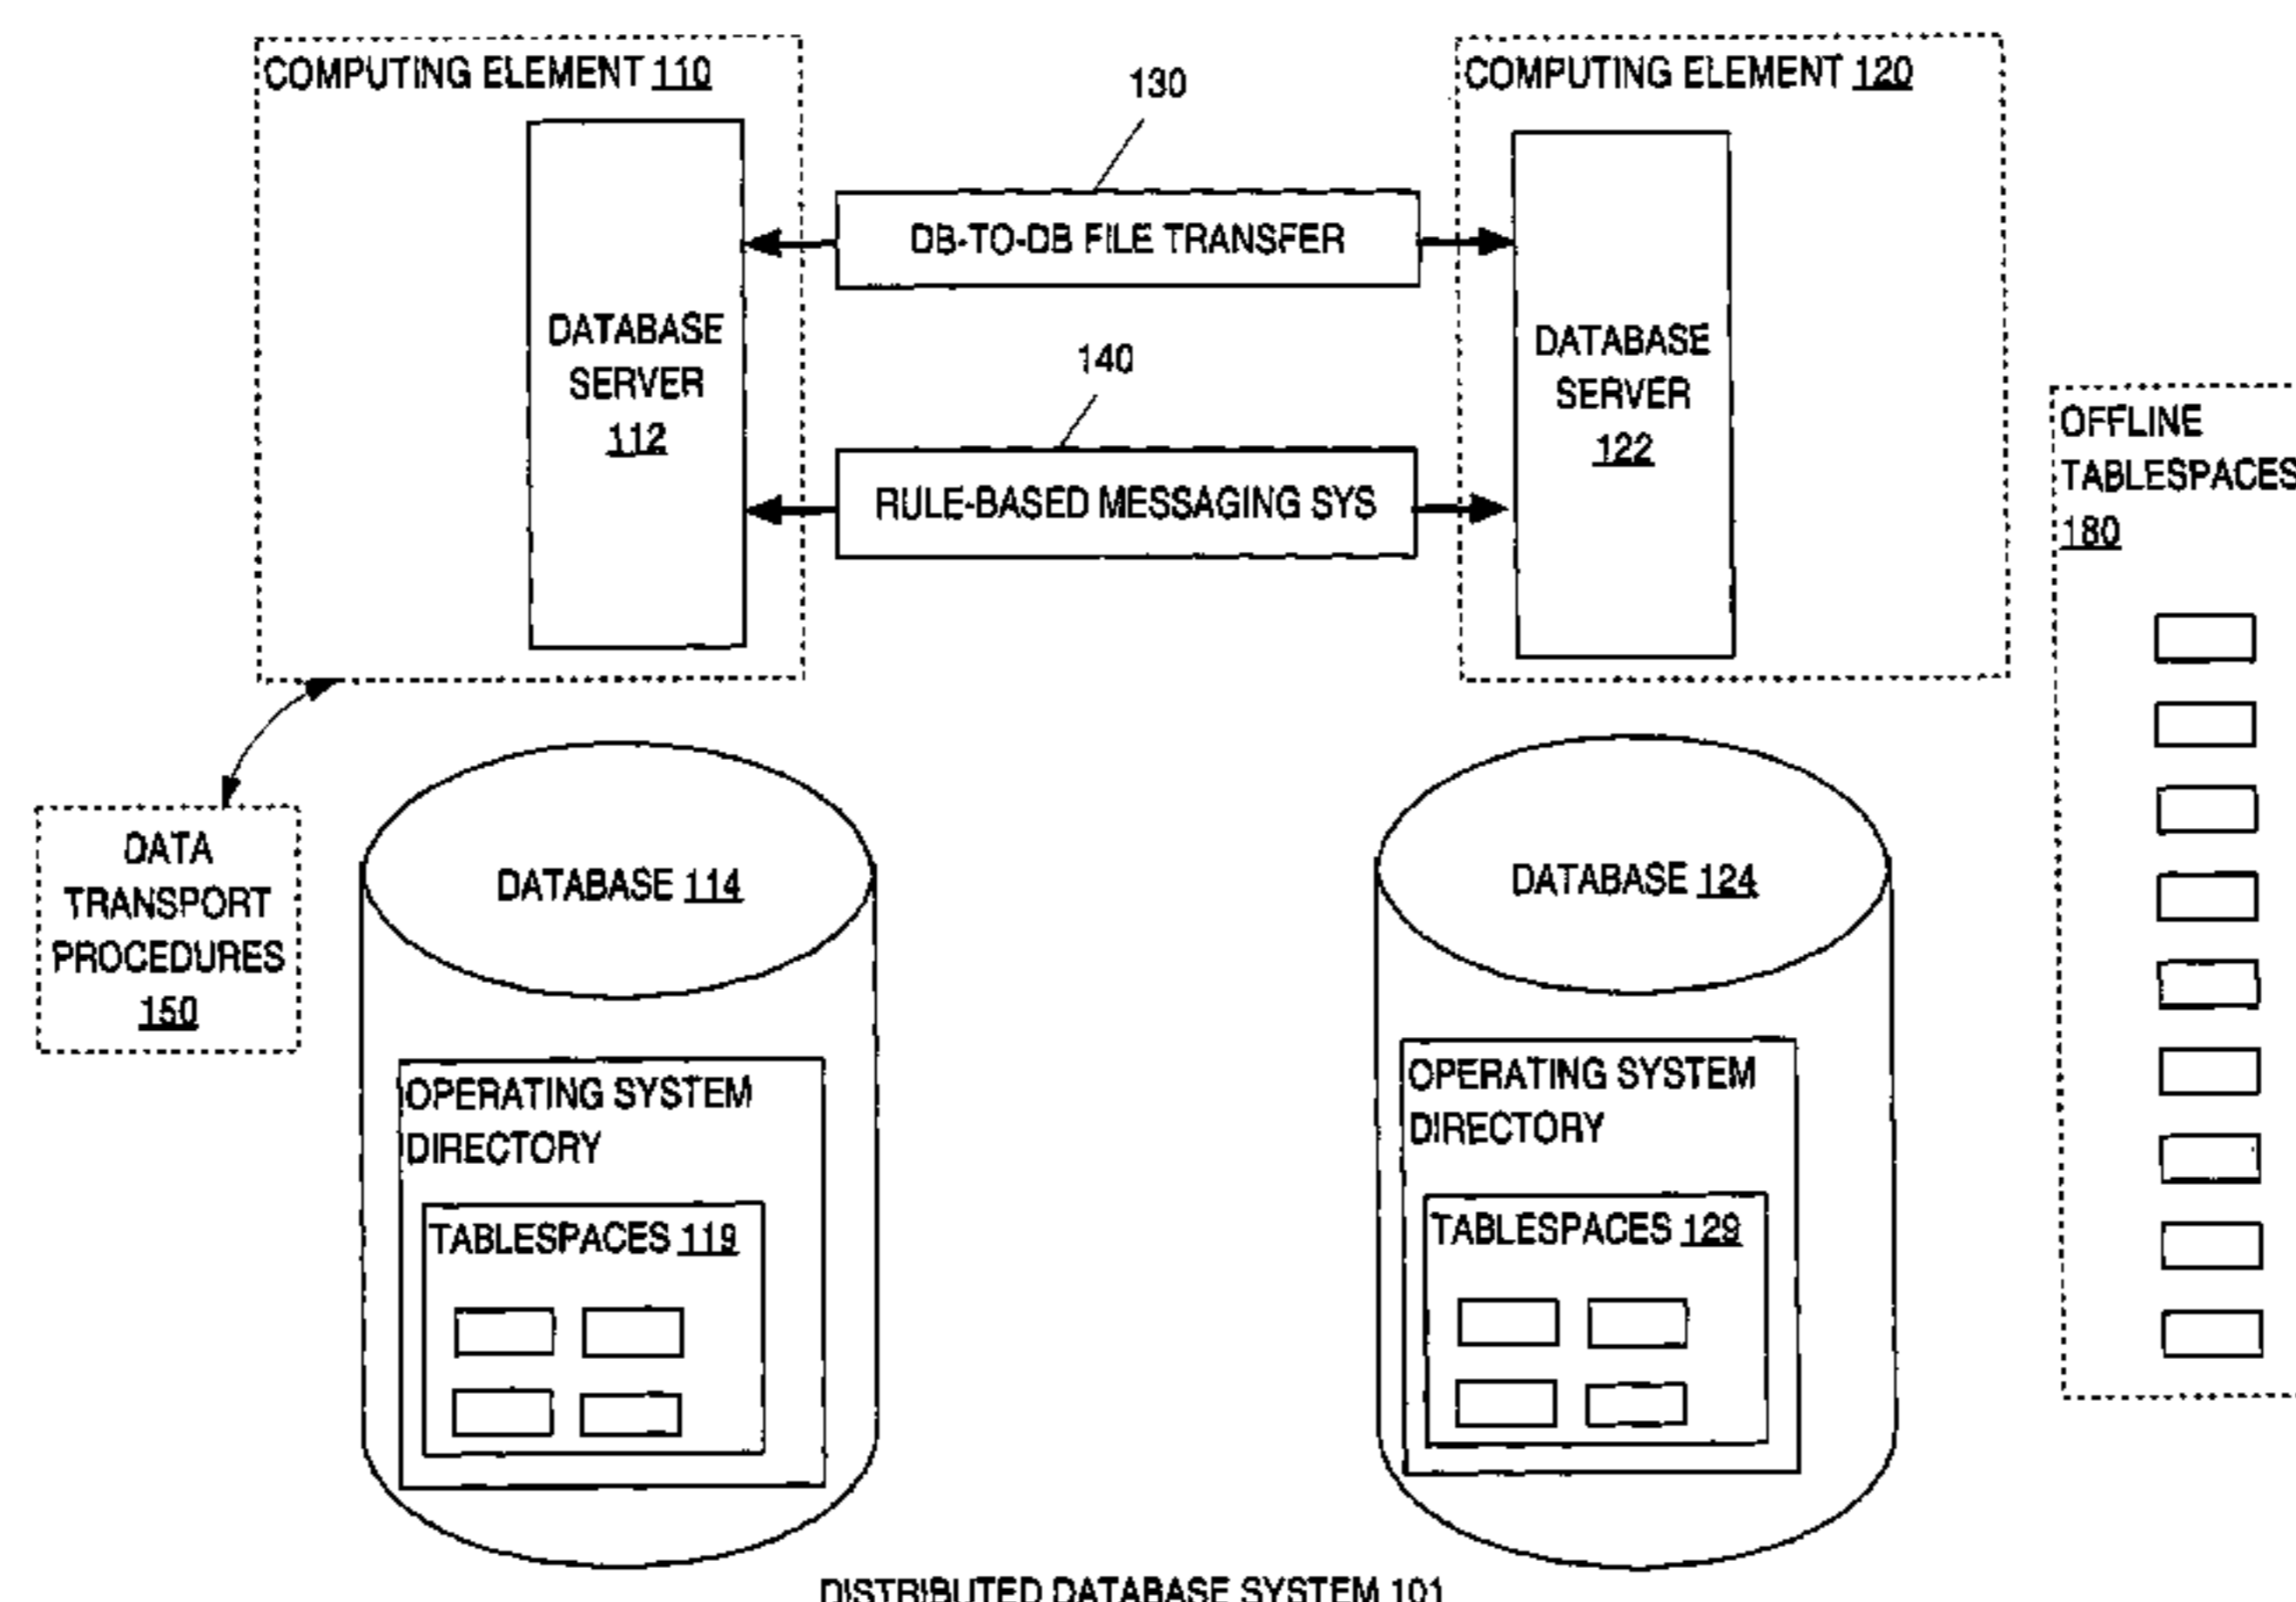 COMPUTING ELEMENT 110
130
COMPUTING ELEMENT 120
DB-TO-DB FILE TRANSFER
DATABASE
SERVER
112
140
DATABASE
SERVER
122
RULE-BASED MESSAGING SYS
OFFLINE
TABLESPACES
180
DATA
TRANSPORT
PROCEDURES
150
DATABASE 114
DATABASE 124
OPERATING SYSTEM
DIRECTORY
TABLESPACES 119
OPERATING SYSTEM
DIRECTORY
TABLESPACES 129
DISTRIBUTED DATABASE SYSTEM 101